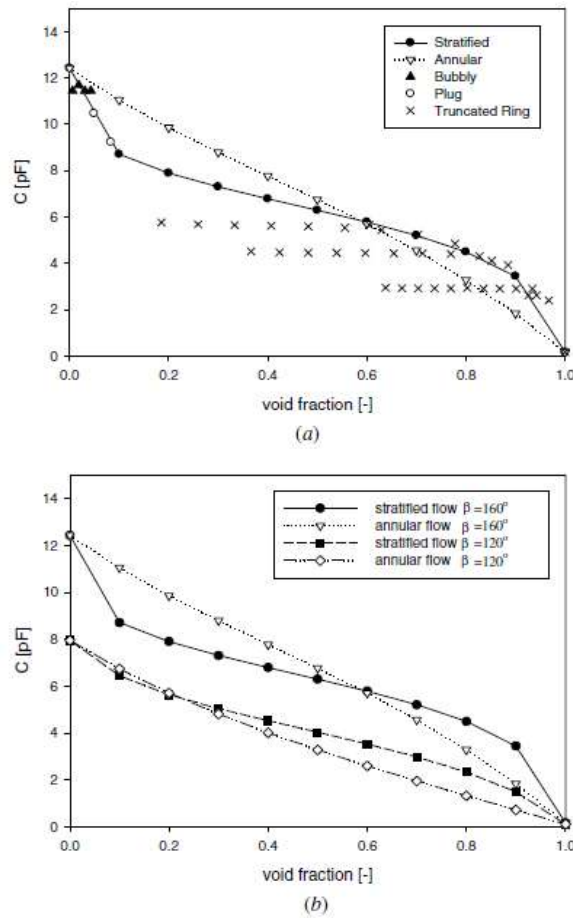 14
12
10
8
6
4
2
0
C [pF]
Stratified
Annular
Bubbly
Plug
Truncated Ring
0.0 0.2 0.4 0.6 0.8 1.0
void fraction [-]
(a)
14
12
10
8
6
4
2
0
C [pF]
stratified flow β=160°
annular flow β=160°
stratified flow β=120°
annular flow β=120°
0.0 0.2 0.4 0.6 0.8 1.0
void fraction [-]
(b)